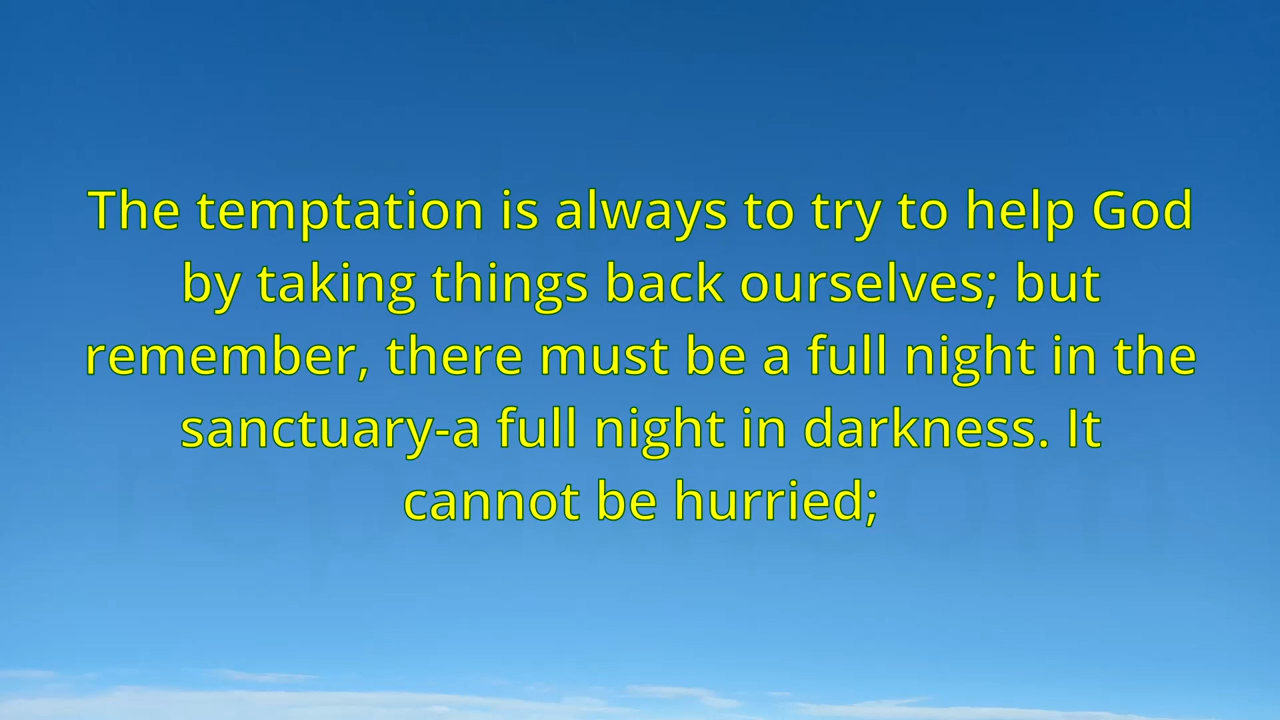 The temptation is always to try to help God
by taking things back ourselves; but
remember, there must be a full night in the
sanctuary-a full night in darkness. It
cannot be hurried;